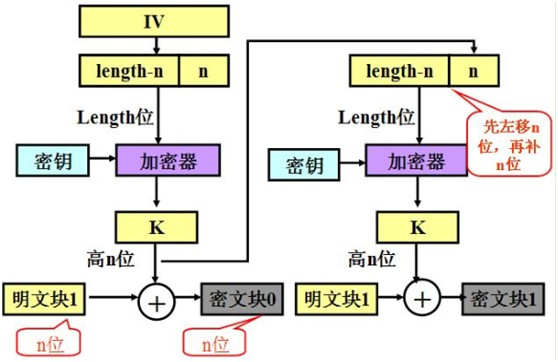 IV
length-n
n
length-n
n
Length位
Length位
先左移n
位，再补
n位
密钥
加密器
密钥
加密器
K
K
高n位
高n位
明文块1
密文块0
明文块1
密文块1
n位
n位